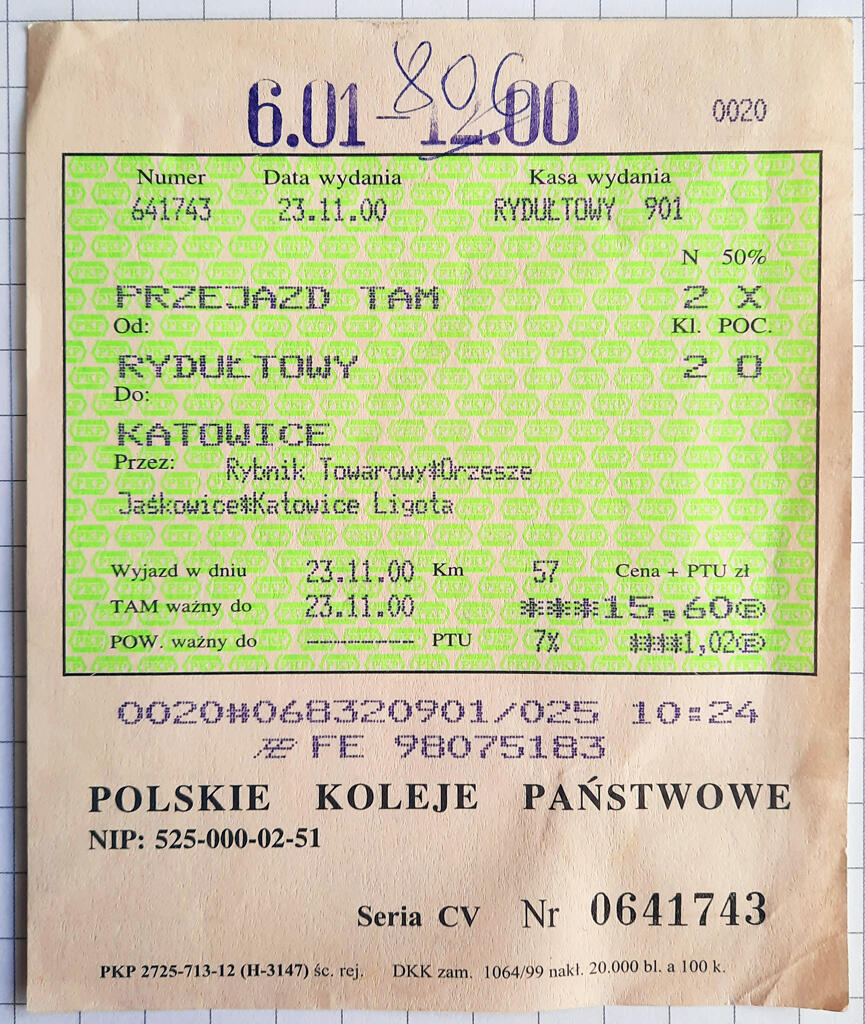 806
6.01 - 12.00 0020
Numer Data wydania Kasa wydania
641743 23.11.00 RYDUŁTOWY 901
N 50%
PRZEJAZD TAM 2 X
Od: Kl. POC.
RYDUŁTOWY 2 0
Do:
KATOWICE
Przez: Rybnik Towarowy*Orzesze
Jaśkowice*Katowice Ligota
Wyjazd w dniu 23.11.00 Km 57 Cena + PTU zł
TAM ważny do 23.11.00 ***15,60Ⓑ
POW. ważny do ---------- PTU 7% ****1,02Ⓑ
0020#068320901/025 10:24
FE 98075183
POLSKIE KOLEJE PAŃSTWOWE
NIP: 525-000-02-51
Seria CV Nr 0641743
PKP 2725-713-12 (H-3147) śc. rej. DKK zam. 1064/99 nakł. 20.000 bl. a 100 k.